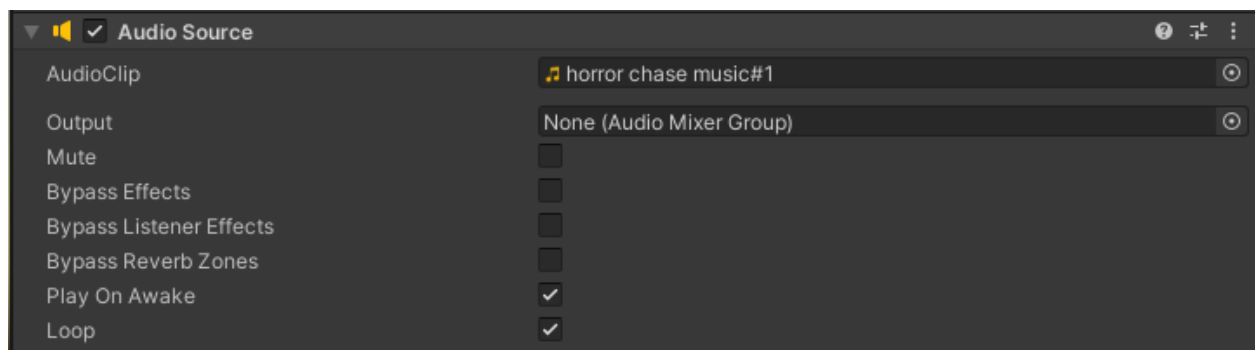 Audio Source
AudioClip horror chase music#1
Output None (Audio Mixer Group)
Mute
Bypass Effects
Bypass Listener Effects
Bypass Reverb Zones
Play On Awake
Loop